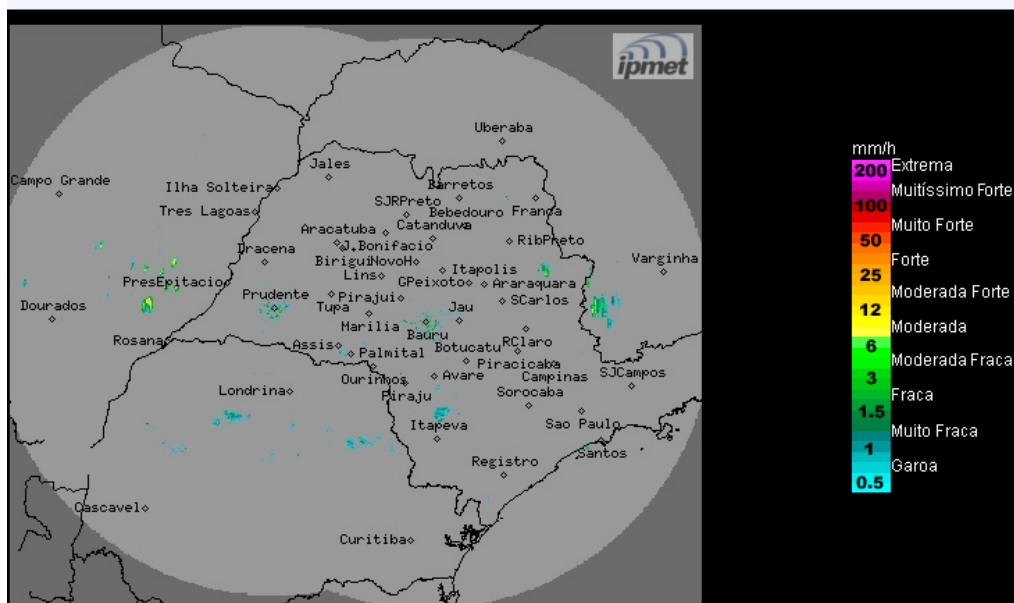 ipmet
Uberaba
Jales
Campo Grande
Ilha Solteira
Barretos
SJRPreto
Tres Lagoas
Bebedouro Franca
Catanduva
Aracatuba
Dracena
J.Bonifacio
RibPreto
BiriguiNovoH
Itapolis
Varginha
Lins
PresEpitacio
GPeixoto
Araraquara
Prudente
Pirajui
SCarlos
Dourados
Tupa
Jau
Marilia
Bauru
Rosana
Assis
Botucatu
RClaro
Palmital
Piracicaba
SJCampos
Ourinhos
Avare
Campinas
Londrina
Piraju
Sorocaba
Itapeva
Sao Paulo
Santos
Registro
Cascavel
Curitiba
mm/h
200 Extrema
Muitíssimo Forte
100
Muito Forte
50
Forte
25
Moderada Forte
12
Moderada
6
Moderada Fraca
3
Fraca
1.5
Muito Fraca
1
Garoa
0.5